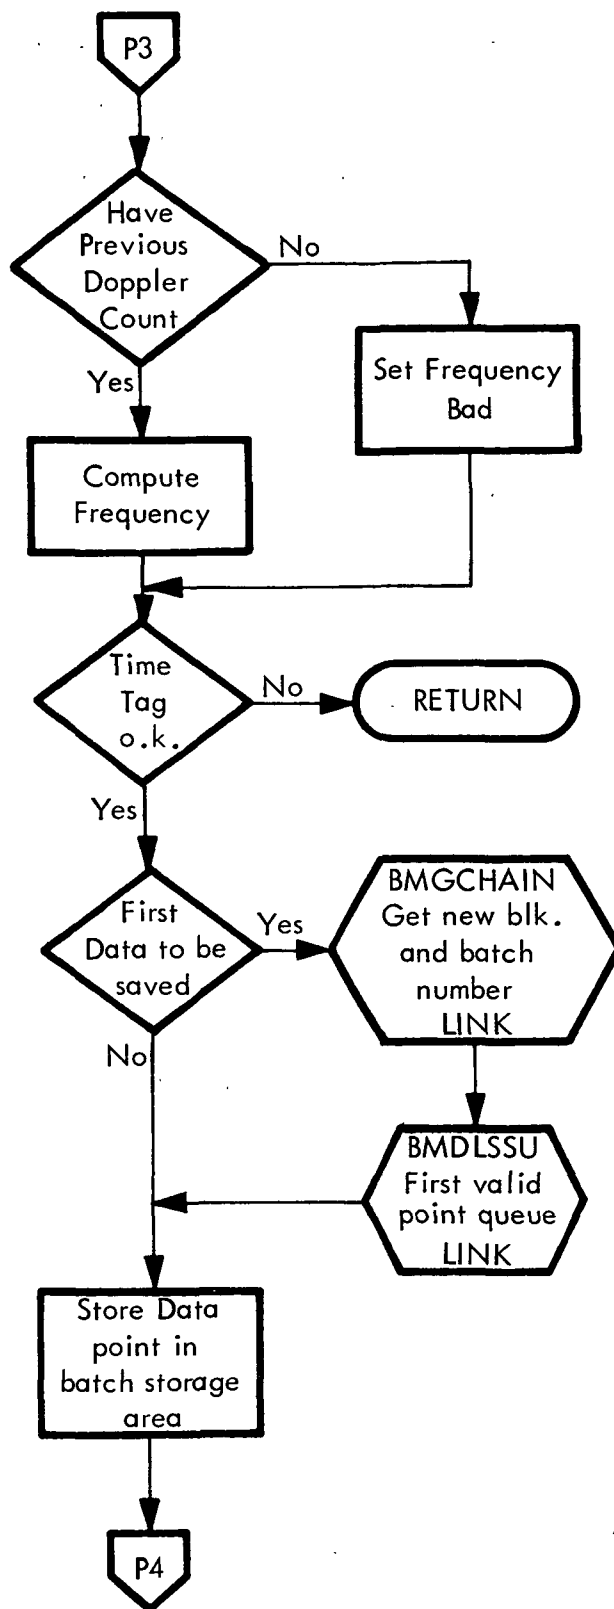 P3
Have
Previous
Doppler
Count
No
Set Frequency
Bad
Yes
Compute
Frequency
Time
Tag
o.k.
No
RETURN
Yes
First
Data to be
saved
Yes
BMGCHAIN
Get new blk.
and batch
number
LINK
No
BMDLSSU
First valid
point queue
LINK
Store Data
point in
batch storage
area
P4